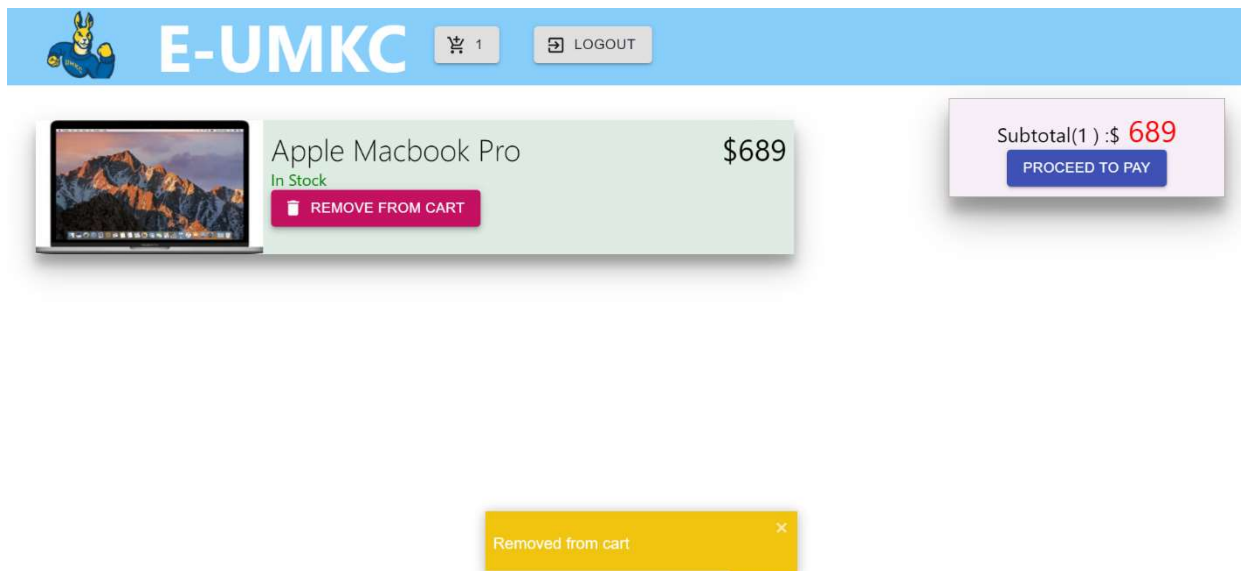 E-UMKC
1
LOGOUT
Apple Macbook Pro
$689
In Stock
REMOVE FROM CART
Subtotal(1 ) :$ 689
PROCEED TO PAY
Removed from cart